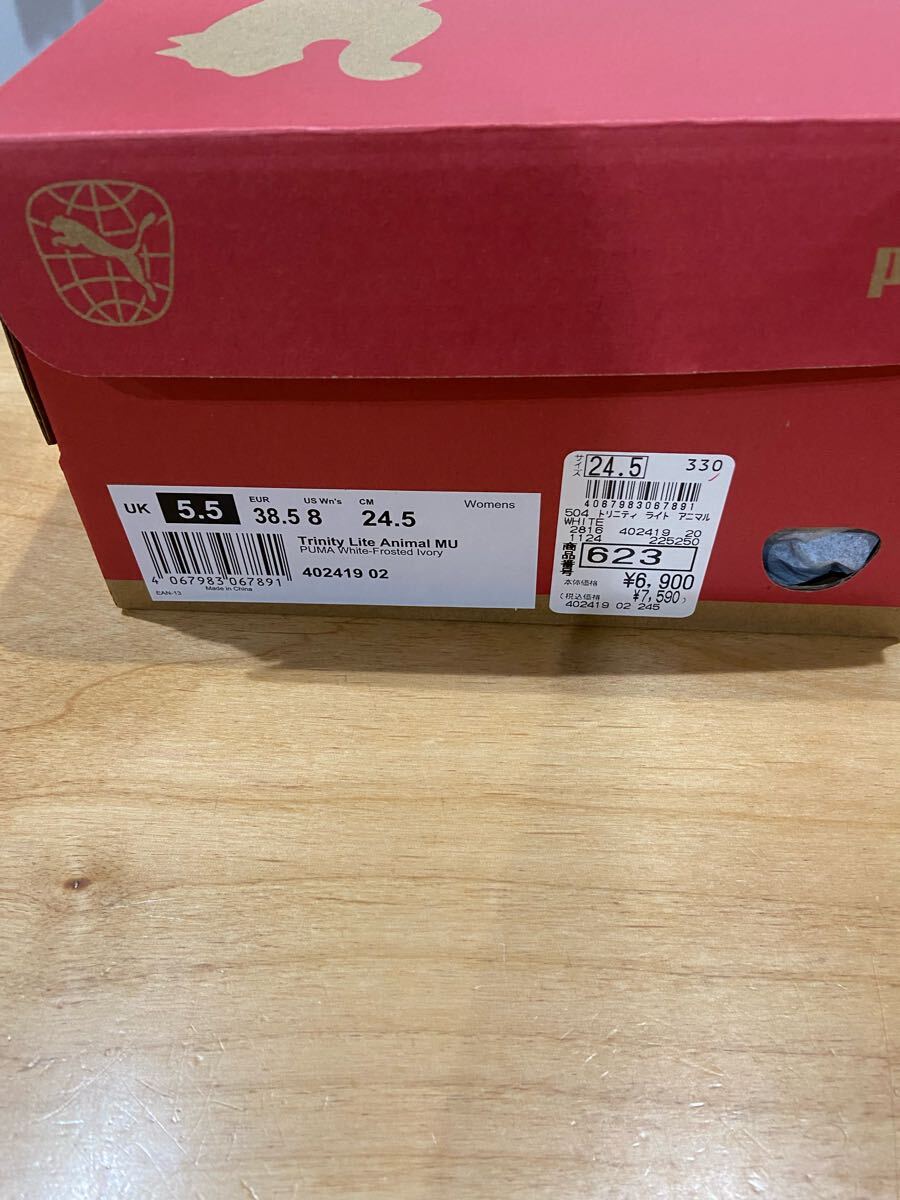 UK 5.5 EUR 38.5 US Wn's 8 CM 24.5 Womens
Trinity Lite Animal MU
PUMA White-Frosted Ivory
402419 02
4 067983 067891
EAN-13
Made in China
サイズ 24.5 330
4067983067891
504 トリニティ ライト アニマル
WHITE
2816 402419 20
1124 225250
商品番号 623
本体価格 ¥6,900
(税込価格 ¥7,590)
402419 02 245